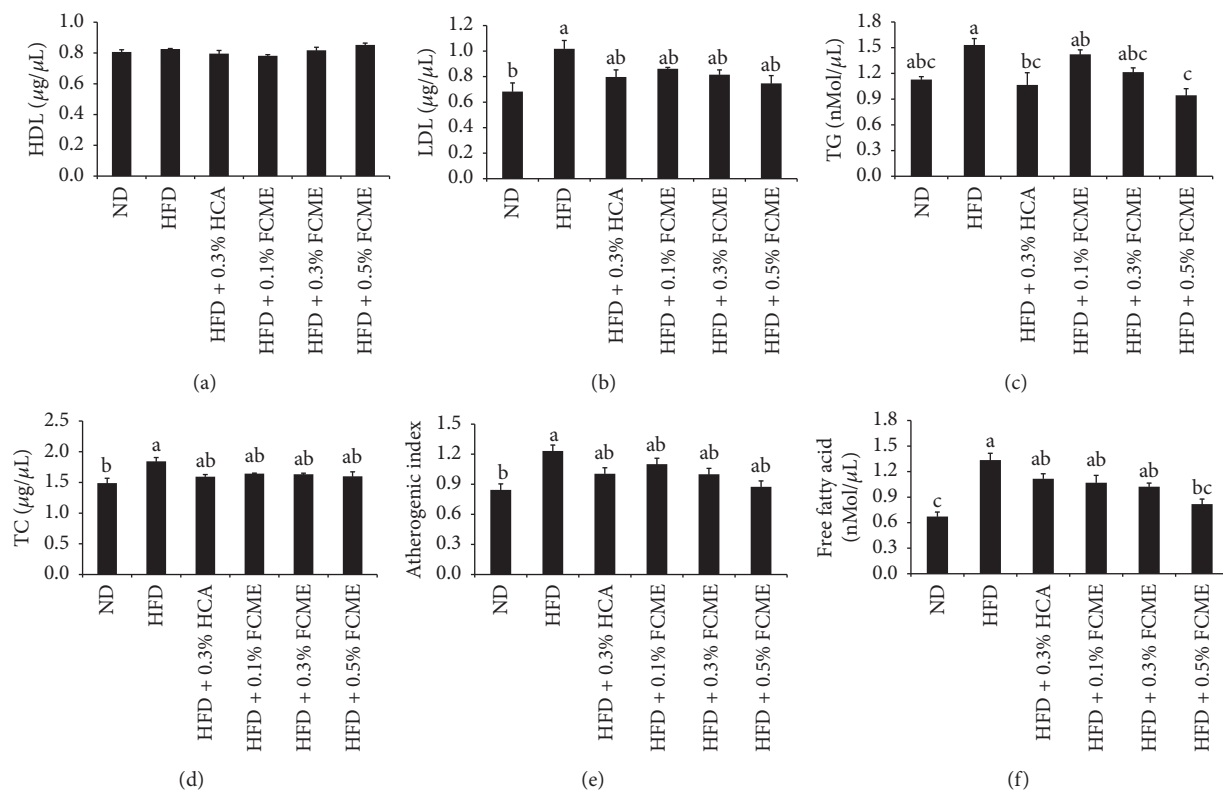 HDL (μg/μL)
1.0
0.8
0.6
0.4
0.2
0.0
ND
HFD
HFD + 0.3% HCA
HFD + 0.1% FCME
HFD + 0.3% FCME
HFD + 0.5% FCME
(a)
LDL (μg/μL)
1.2
1.0
0.8
0.6
0.4
0.2
0.0
b
a
ab
ab
ab
ab
ND
HFD
HFD + 0.3% HCA
HFD + 0.1% FCME
HFD + 0.3% FCME
HFD + 0.5% FCME
(b)
TG (nMol/μL)
1.8
1.5
1.2
0.9
0.6
0.3
0.0
abc
a
bc
ab
abc
c
ND
HFD
HFD + 0.3% HCA
HFD + 0.1% FCME
HFD + 0.3% FCME
HFD + 0.5% FCME
(c)
TC (μg/μL)
2.5
2.0
1.5
1.0
0.5
0.0
b
a
ab
ab
ab
ab
ND
HFD
HFD + 0.3% HCA
HFD + 0.1% FCME
HFD + 0.3% FCME
HFD + 0.5% FCME
(d)
Atherogenic index
1.5
1.2
0.9
0.6
0.3
0.0
b
a
ab
ab
ab
ab
ND
HFD
HFD + 0.3% HCA
HFD + 0.1% FCME
HFD + 0.3% FCME
HFD + 0.5% FCME
(e)
Free fatty acid
(nMol/μL)
1.8
1.5
1.2
0.9
0.6
0.3
0.0
c
a
ab
ab
ab
bc
ND
HFD
HFD + 0.3% HCA
HFD + 0.1% FCME
HFD + 0.3% FCME
HFD + 0.5% FCME
(f)